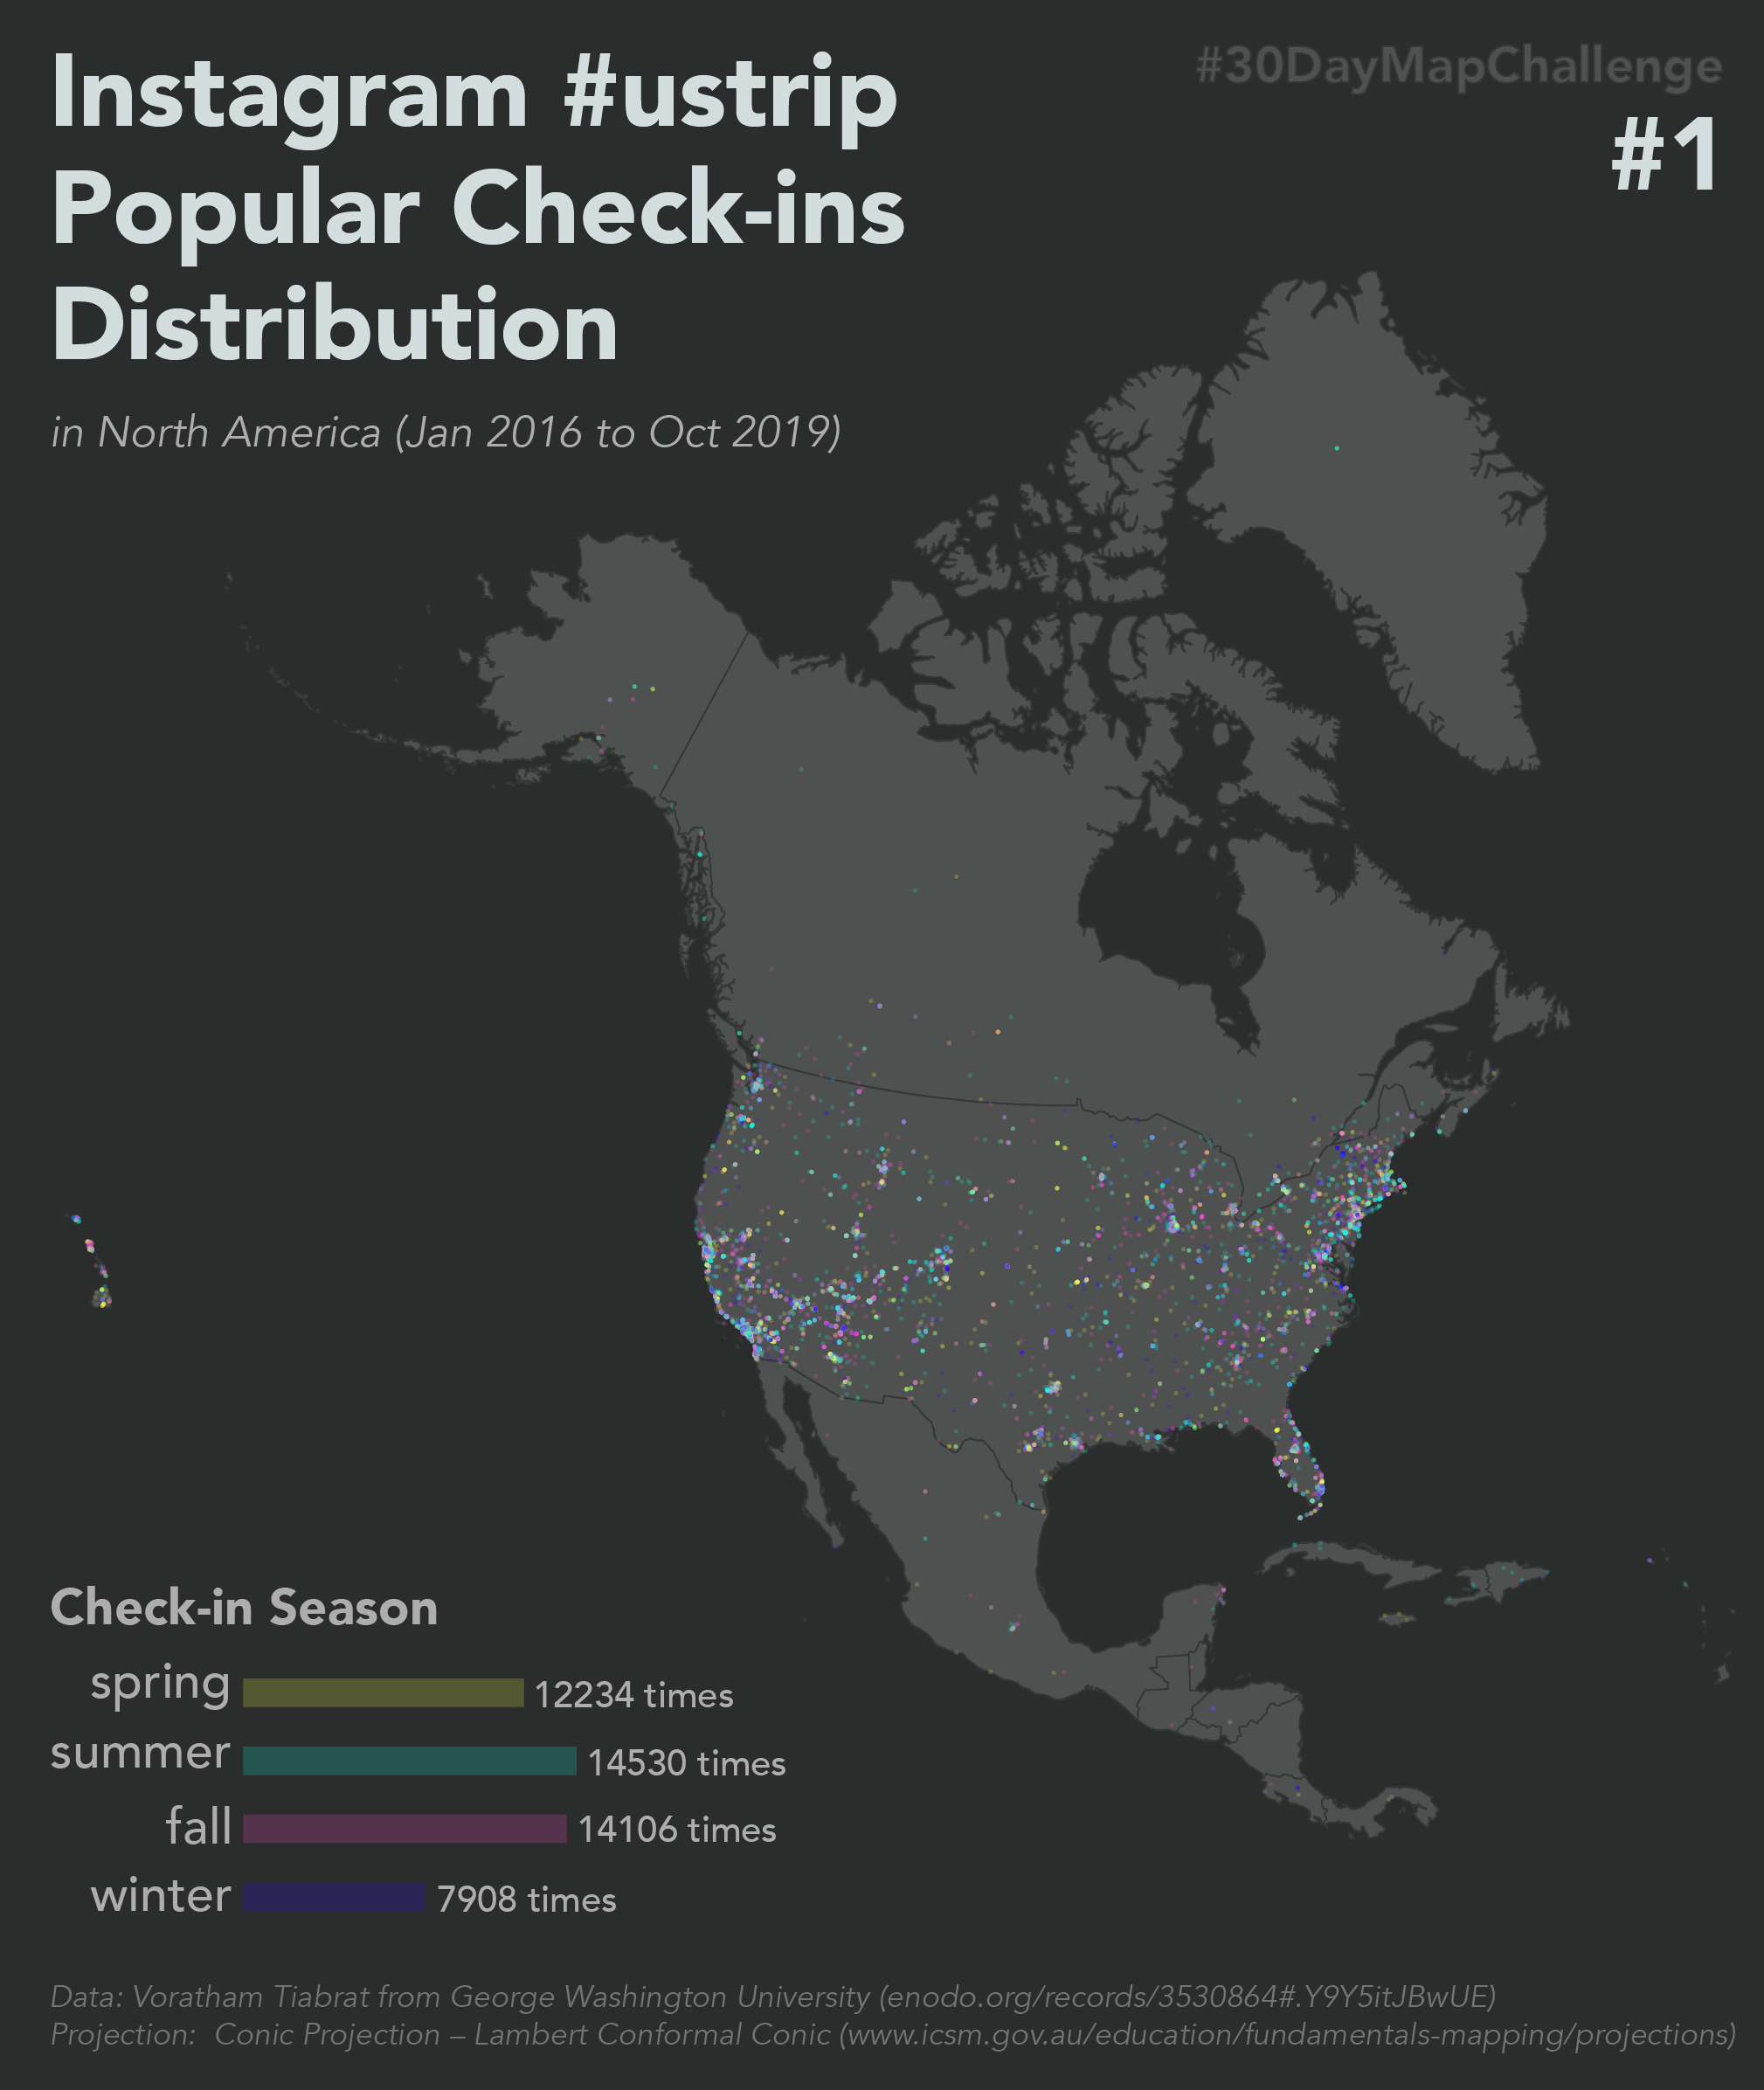 Instagram #ustrip
Popular Check-ins
Distribution
in North America (Jan 2016 to Oct 2019)
#30DayMapChallenge
#1
Check-in Season
spring 12234 times
summer 14530 times
fall 14106 times
winter 7908 times
Data: Voratham Tiabrat from George Washington University (enodo.org/records/3530864#.Y9Y5itJBwUE)
Projection:  Conic Projection – Lambert Conformal Conic (www.icsm.gov.au/education/fundamentals-mapping/projections)